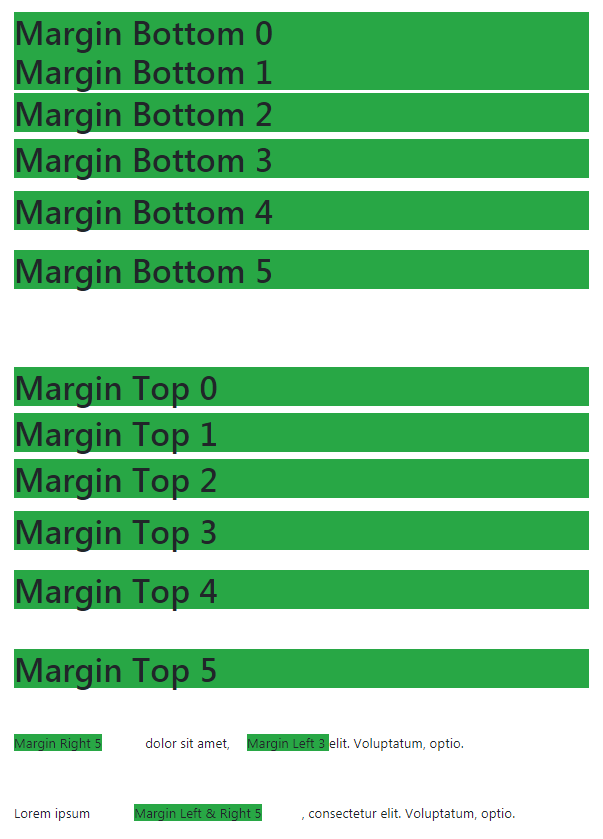 Margin Bottom 0
Margin Bottom 1
Margin Bottom 2
Margin Bottom 3
Margin Bottom 4
Margin Bottom 5
Margin Top 0
Margin Top 1
Margin Top 2
Margin Top 3
Margin Top 4
Margin Top 5
Margin Right 5 dolor sit amet, Margin Left 3 elit. Voluptatum, optio.
Lorem ipsum Margin Left & Right 5 , consectetur elit. Voluptatum, optio.